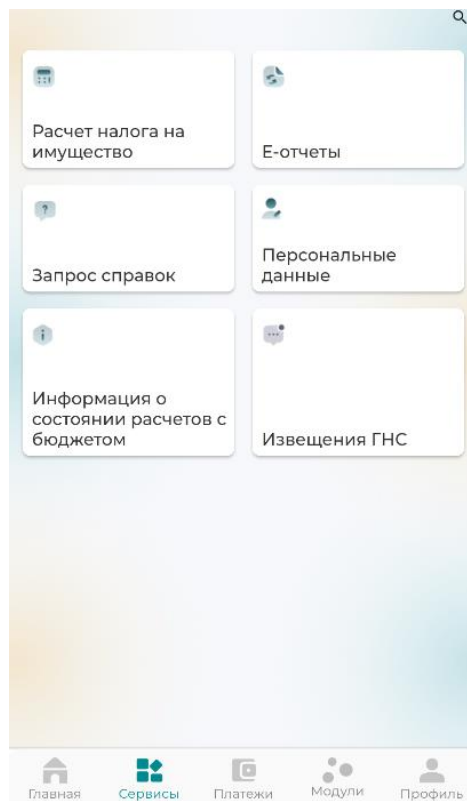 Расчет налога на
имущество
Е-отчеты
Запрос справок
Персональные
данные
Информация о
состоянии расчетов с
бюджетом
Извещения ГНС
Главная
Сервисы
Платежи
Модули
Профиль